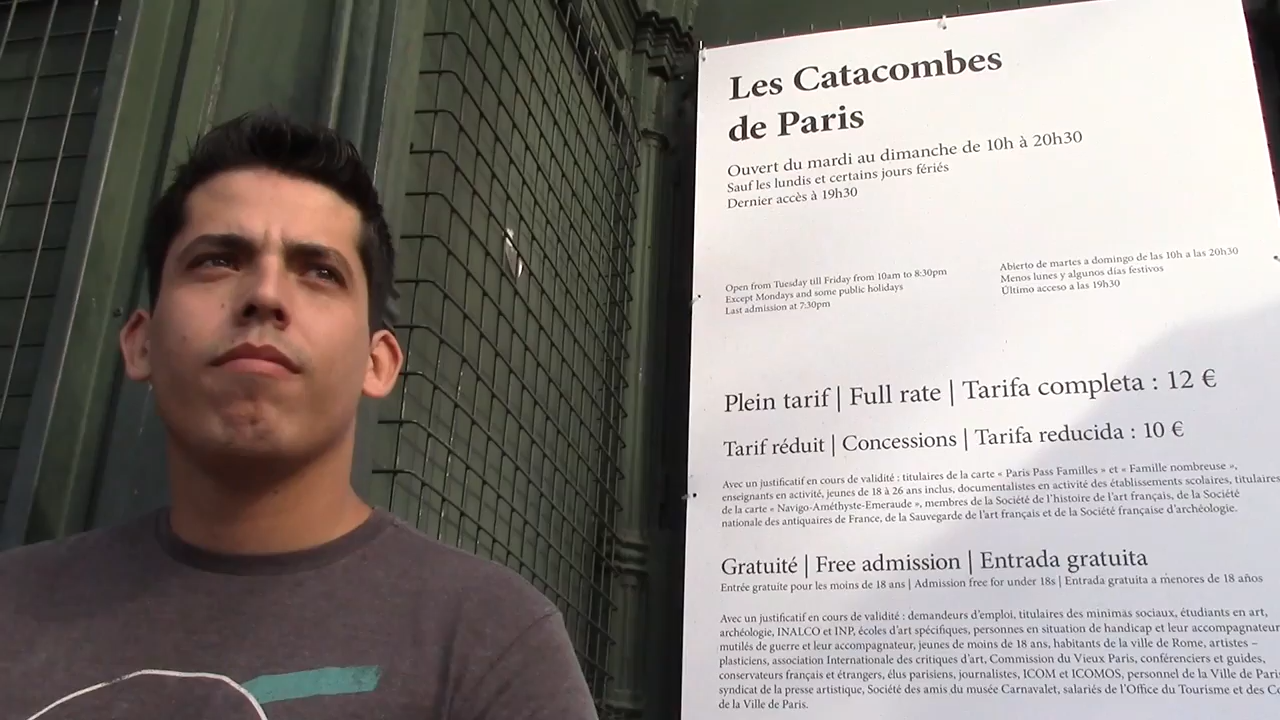 Les Catacombes
de Paris
Ouvert du mardi au dimanche de 10h à 20h30
Sauf les lundis et certains jours fériés
Dernier accès à 19h30
Open from Tuesday till Friday from 10am to 8:30pm
Except Mondays and some public holidays
Last admission at 7:30pm
Abierto de martes a domingo de las 10h a las 20h30
Menos lunes y algunos días festivos
Último acceso a las 19h30
Plein tarif | Full rate | Tarifa completa : 12 €
Tarif réduit | Concessions | Tarifa reducida : 10 €
Avec un justificatif en cours de validité : titulaires de la carte « Paris Pass Familles » et « Famille nombreuse »,
enseignants en activité, jeunes de 18 à 26 ans inclus, documentalistes en activité des établissements scolaires, titulaires
de la carte « Navigo-Améthyste-Emeraude », membres de la Société de l'histoire de l'art français, de la Société
nationale des antiquaires de France, de la Sauvegarde de l'art français et de la Société française d'archéologie.
Gratuité | Free admission | Entrada gratuita
Entrée gratuite pour les moins de 18 ans | Admission free for under 18s | Entrada gratuita a menores de 18 años
Avec un justificatif en cours de validité : demandeurs d'emploi, titulaires des minimas sociaux, étudiants en art,
archéologie, INALCO et INP, écoles d'art spécifiques, personnes en situation de handicap et leur accompagnateur
mutilés de guerre et leur accompagnateur, jeunes de moins de 18 ans, habitants de la ville de Rome, artistes –
plasticiens, association Internationale des critiques d'art, Commission du Vieux Paris, conférenciers et guides,
conservateurs français et étrangers, élus parisiens, journalistes, ICOM et ICOMOS, personnel de la Ville de Paris
syndicat de la presse artistique, Société des amis du musée Carnavalet, salariés de l'Office du Tourisme et des
de la Ville de Paris.